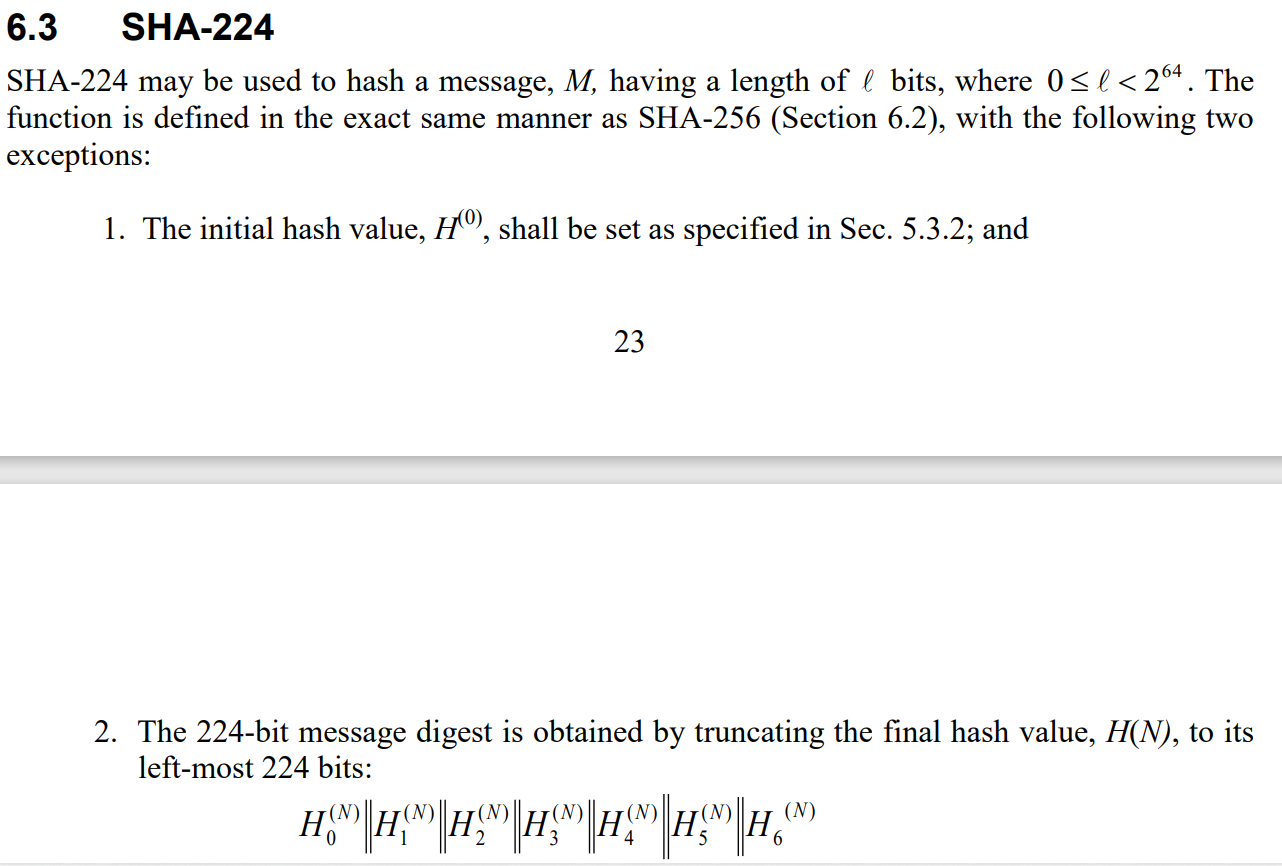 6.3 SHA-224
SHA-224 may be used to hash a message, M, having a length of ℓ bits, where 0 ≤ ℓ < 2^64. The
function is defined in the exact same manner as SHA-256 (Section 6.2), with the following two
exceptions:
1. The initial hash value, H^(0), shall be set as specified in Sec. 5.3.2; and
23
2. The 224-bit message digest is obtained by truncating the final hash value, H(N), to its
left-most 224 bits:
H_0^(N)‖H_1^(N)‖H_2^(N)‖H_3^(N)‖H_4^(N)‖H_5^(N)‖H_6^(N)